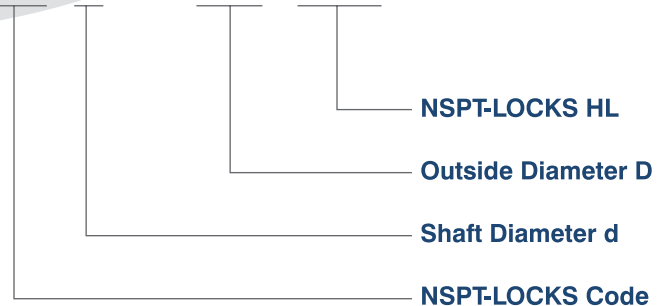 NSPT-LOCKS HL
Outside Diameter D
Shaft Diameter d
NSPT-LOCKS Code